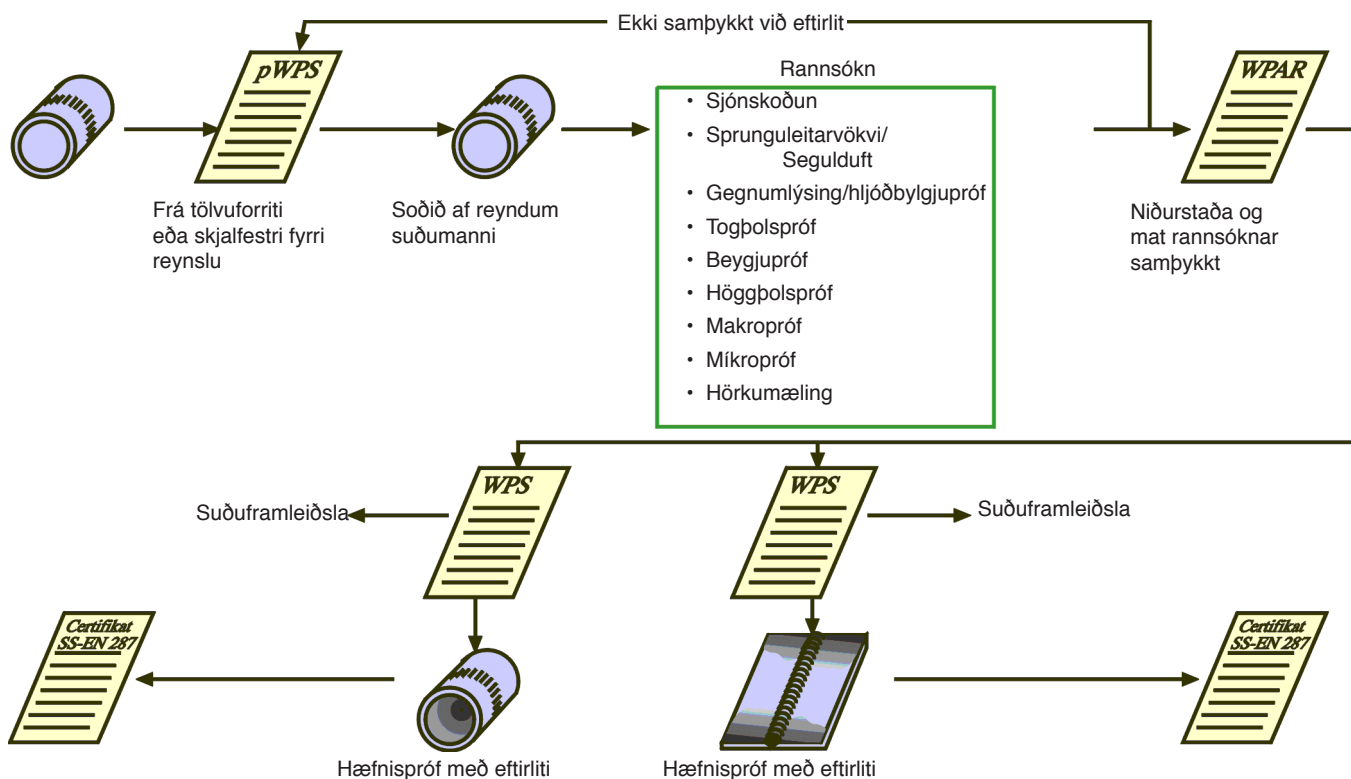 Ekki samþykkt við eftirlit
pWPS
Rannsókn
WPAR
• Sjónskoðun
• Sprunguleitarvökvi/
Segulduft
• Gegnumlýsing/hljóðbylgjupróf
• Togþolspróf
• Beygjupróf
• Höggþolspróf
• Makropróf
• Míkropróf
• Hörkumæling
Frá tölvuforriti
eða skjalfestri fyrri
reynslu
Soðið af reyndum
suðumanni
Niðurstaða og
mat rannsóknar
samþykkt
WPS
WPS
Suðuframleiðsla
Suðuframleiðsla
Certifikat
SS-EN 287
Certifikat
SS-EN 287
Hæfnispróf með eftirliti
Hæfnispróf með eftirliti